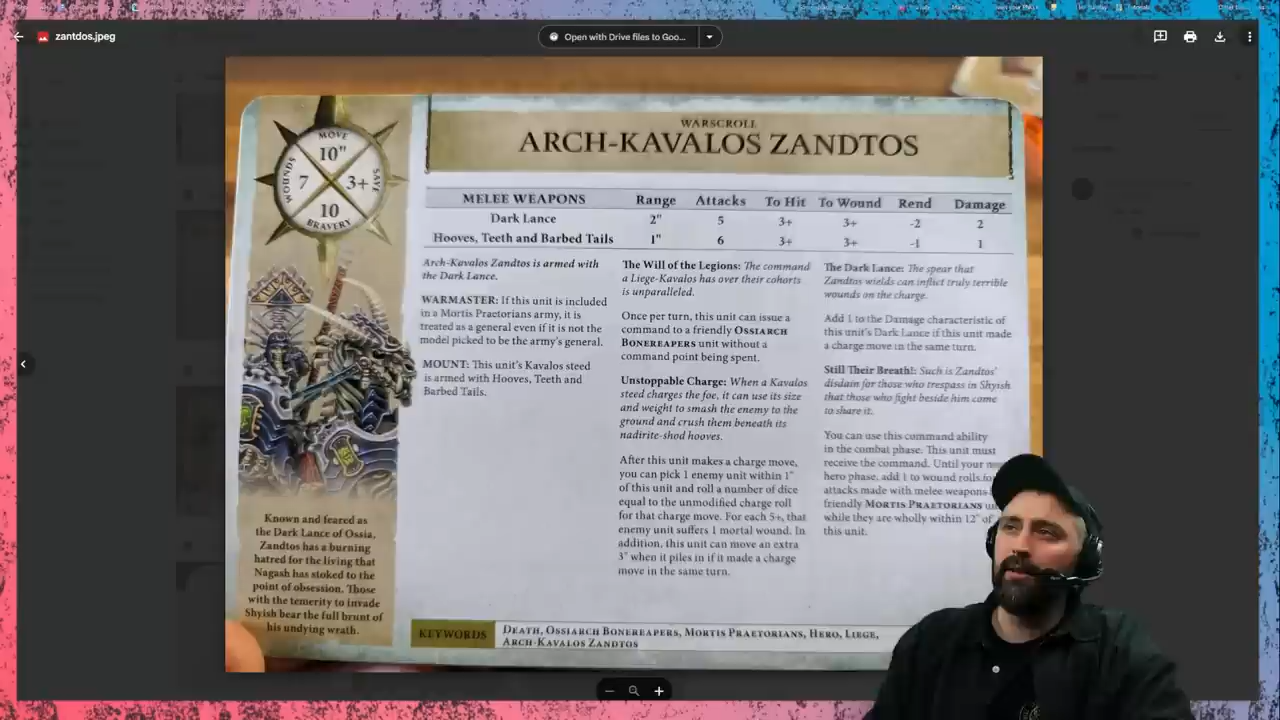 zantdos.jpeg
Open with Drive files to Goo...
WARSCROLL
ARCH-KAVALOS ZANDTOS
MOVE
10"
WOUNDS
7
3+
SAVE
10
BRAVERY
MELEE WEAPONS Range Attacks To Hit To Wound Rend Damage
Dark Lance 2" 5 3+ 3+ -2 2
Hooves, Teeth and Barbed Tails 1" 6 3+ 3+ -1 1
Arch-Kavalos Zandtos is armed with
the Dark Lance.
WARMASTER: If this unit is included
in a Mortis Praetorians army, it is
treated as a general even if it is not the
model picked to be the army's general.
MOUNT: This unit's Kavalos steed
is armed with Hooves, Teeth and
Barbed Tails.
The Will of the Legions: The command
a Liege-Kavalos has over their cohorts
is unparalleled.
Once per turn, this unit can issue a
command to a friendly OSSIARCH
BONEREAPERS unit without a
command point being spent.
Unstoppable Charge: When a Kavalos
steed charges the foe, it can use its size
and weight to smash the enemy to the
ground and crush them beneath its
nadirite-shod hooves.
After this unit makes a charge move,
you can pick 1 enemy unit within 1"
of this unit and roll a number of dice
equal to the unmodified charge roll
for that charge move. For each 5+, that
enemy unit suffers 1 mortal wound. In
addition, this unit can move an extra
3" when it piles in if it made a charge
move in the same turn.
The Dark Lance: The spear that
Zandtos wields can inflict truly terrible
wounds on the charge.
Add 1 to the Damage characteristic of
this unit's Dark Lance if this unit made
a charge move in the same turn.
Still Their Breath!: Such is Zandtos'
disdain for those who trespass in Shyish
that those who fight beside him come
to share it.
You can use this command ability
in the combat phase. This unit must
receive the command. Until your
hero phase, add 1 to wound rolls for
attacks made with melee weapons
friendly MORTIS PRAETORIANS
while they are wholly within 12" of
this unit.
Known and feared as
the Dark Lance of Ossia,
Zandtos has a burning
hatred for the living that
Nagash has stoked to the
point of obsession. Those
with the temerity to invade
Shyish bear the full brunt of
his undying wrath.
KEYWORDS DEATH, OSSIARCH BONEREAPERS, MORTIS PRAETORIANS, HERO, LIEGE,
ARCH-KAVALOS ZANDTOS